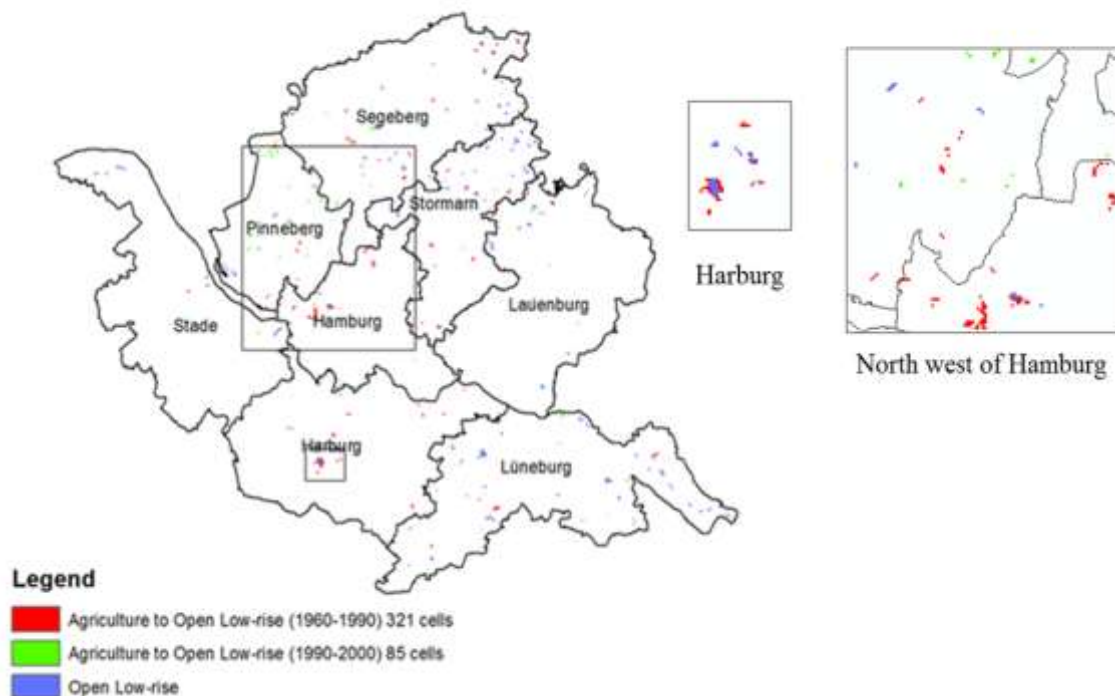 Segeberg
Stormarn
Pinneberg
Harburg
Lauenburg
Stade
Hamburg
North west of Hamburg
Harburg
Lüneburg
Legend
Agriculture to Open Low-rise (1960-1990) 321 cells
Agriculture to Open Low-rise (1990-2000) 85 cells
Open Low-rise